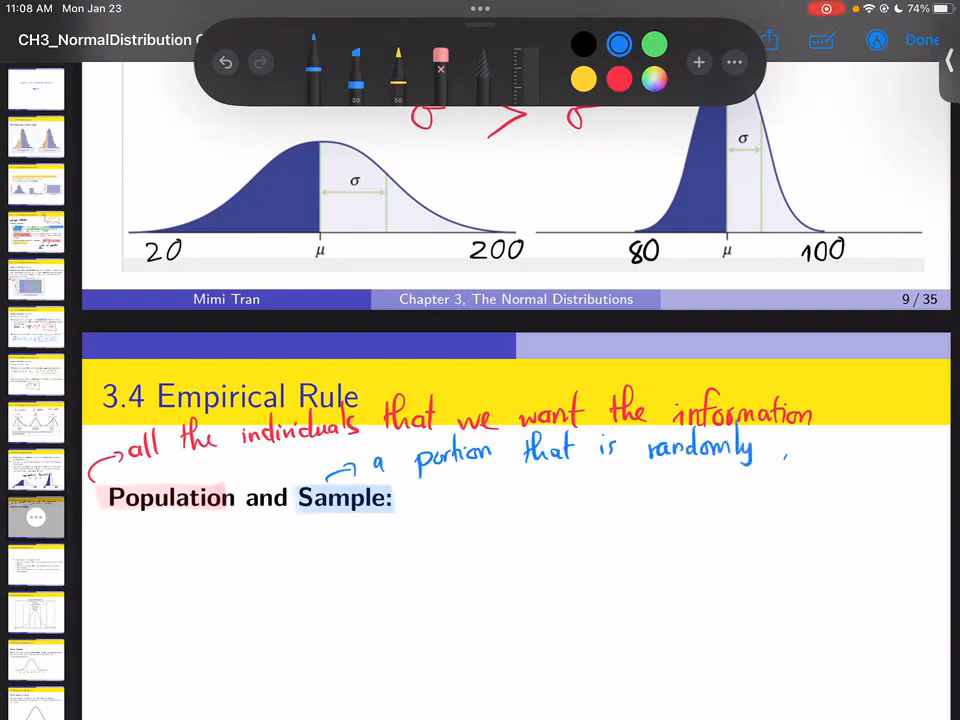 11:08 AM Mon Jan 23
74%
CH3_NormalDistribution
Done
30
50
σ > σ
σ
σ
20
μ
200
80
μ
100
Mimi Tran
Chapter 3, The Normal Distributions
9 / 35
3.4 Empirical Rule
all the individuals that we want the information
a portion that is randomly
Population and Sample: